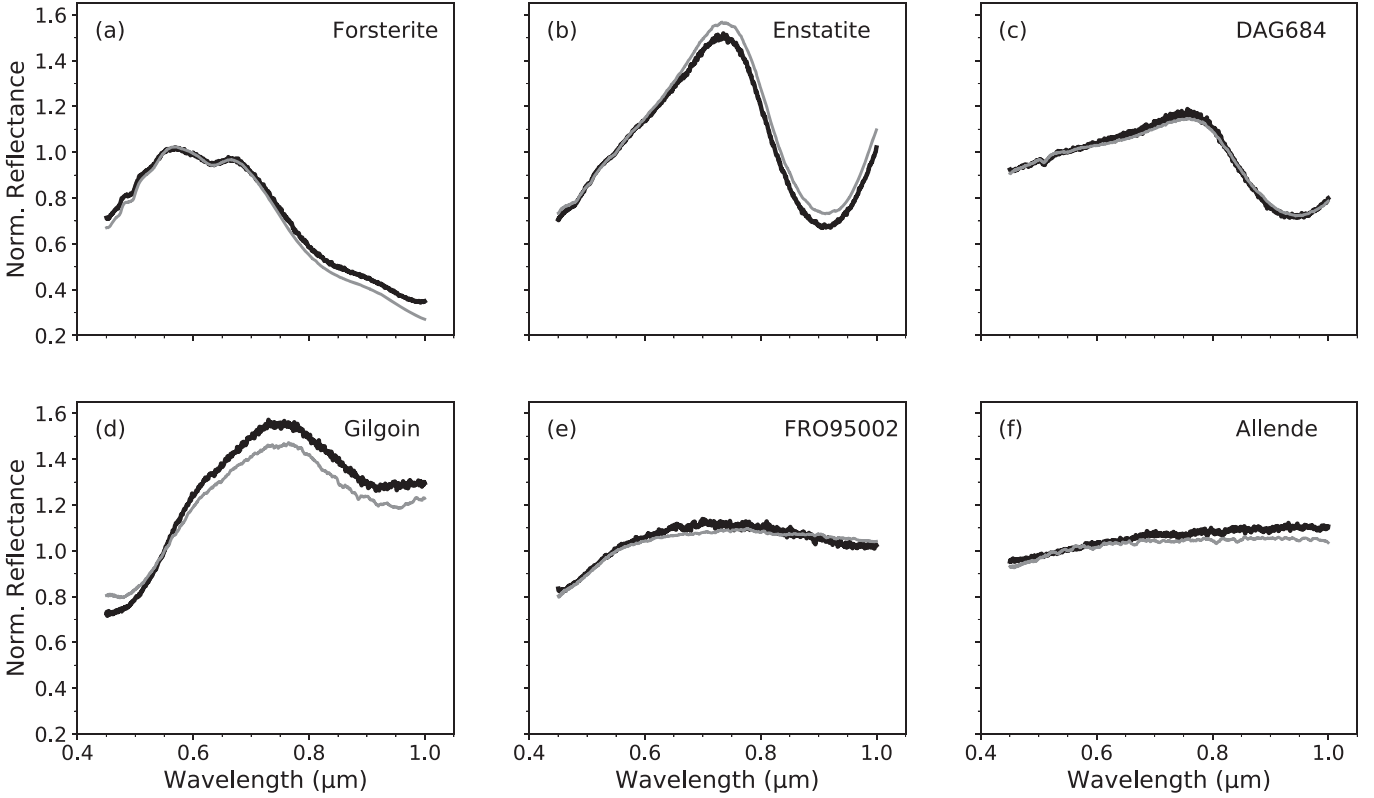 (a) Forsterite
(b) Enstatite
(c) DAG684
1.6
1.4
1.2
1.0
0.8
0.6
0.4
0.2
Norm. Reflectance
(d) Gilgoin
(e) FRO95002
(f) Allende
1.6
1.4
1.2
1.0
0.8
0.6
0.4
0.2
Norm. Reflectance
0.4 0.6 0.8 1.0
0.4 0.6 0.8 1.0
0.4 0.6 0.8 1.0
Wavelength (μm)
Wavelength (μm)
Wavelength (μm)